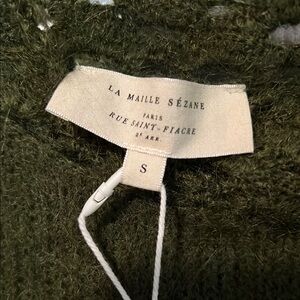 LA MAILLE SÉZANE
PARIS
RUE SAINT-FIACRE
2E ARR.
S